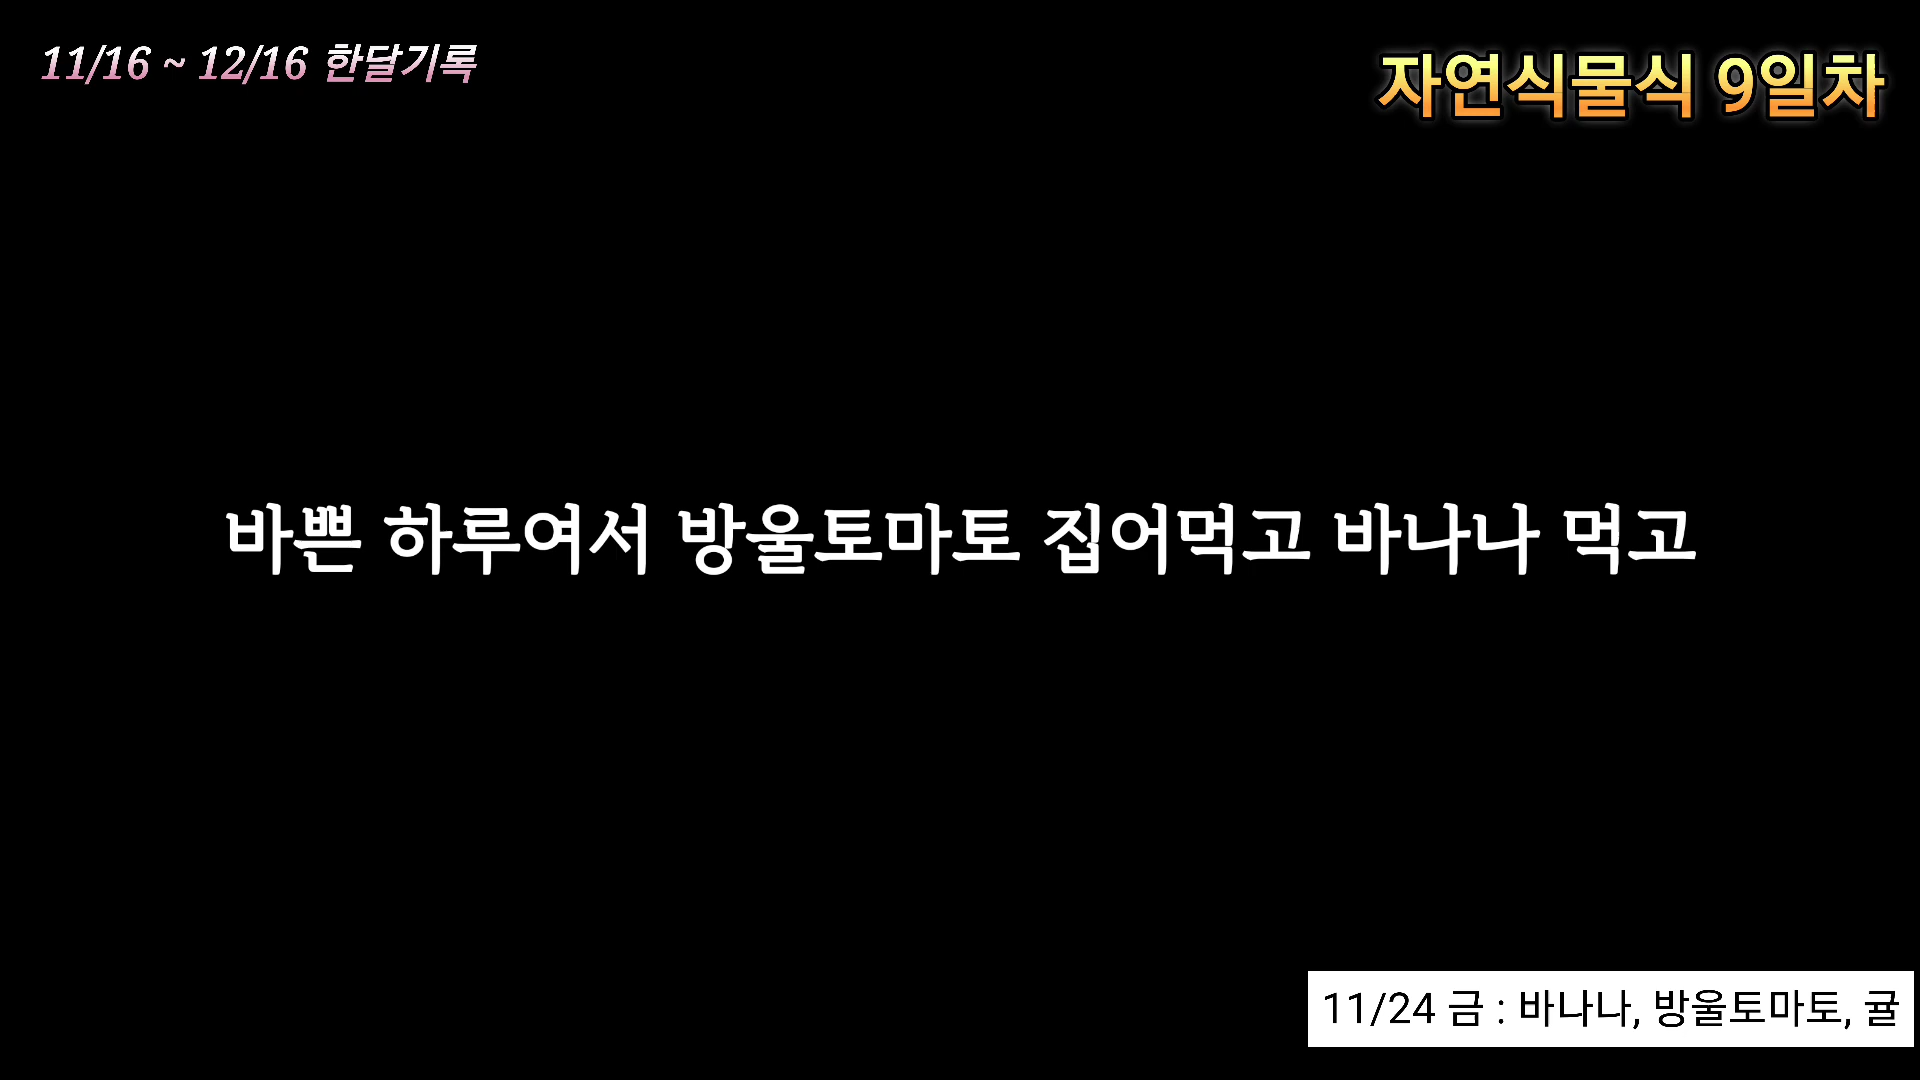 11/16 ~ 12/16 한달기록
자연식물식 9일차
바쁜 하루여서 방울토마토 집어먹고 바나나 먹고
11/24 금 : 바나나, 방울토마토, 귤